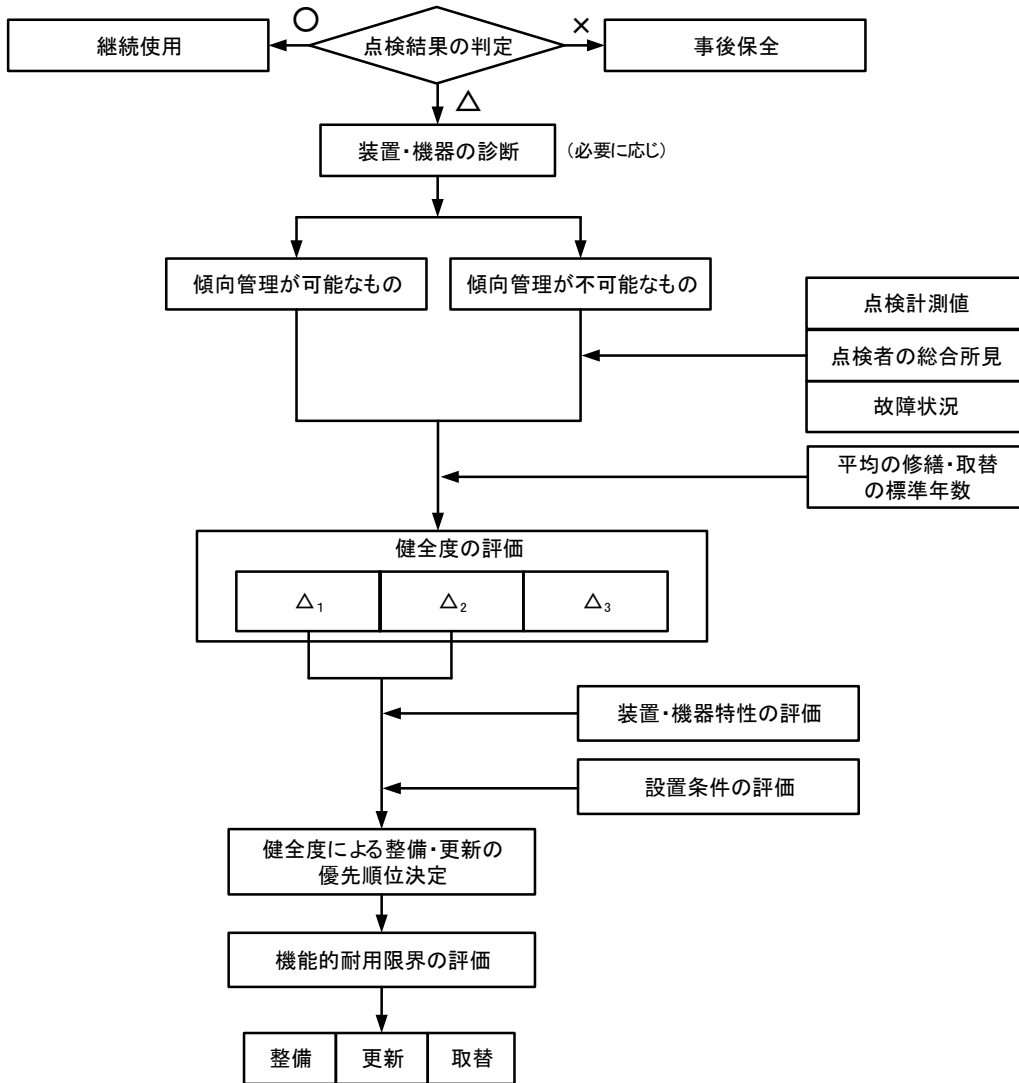 ○
×
継続使用
点検結果の判定
事後保全
△
装置・機器の診断
(必要に応じ)
傾向管理が可能なもの
傾向管理が不可能なもの
点検計測値
点検者の総合所見
故障状況
平均の修繕・取替
の標準年数
健全度の評価
△₁
△₂
△₃
装置・機器特性の評価
設置条件の評価
健全度による整備・更新の
優先順位決定
機能的耐用限界の評価
整備
更新
取替